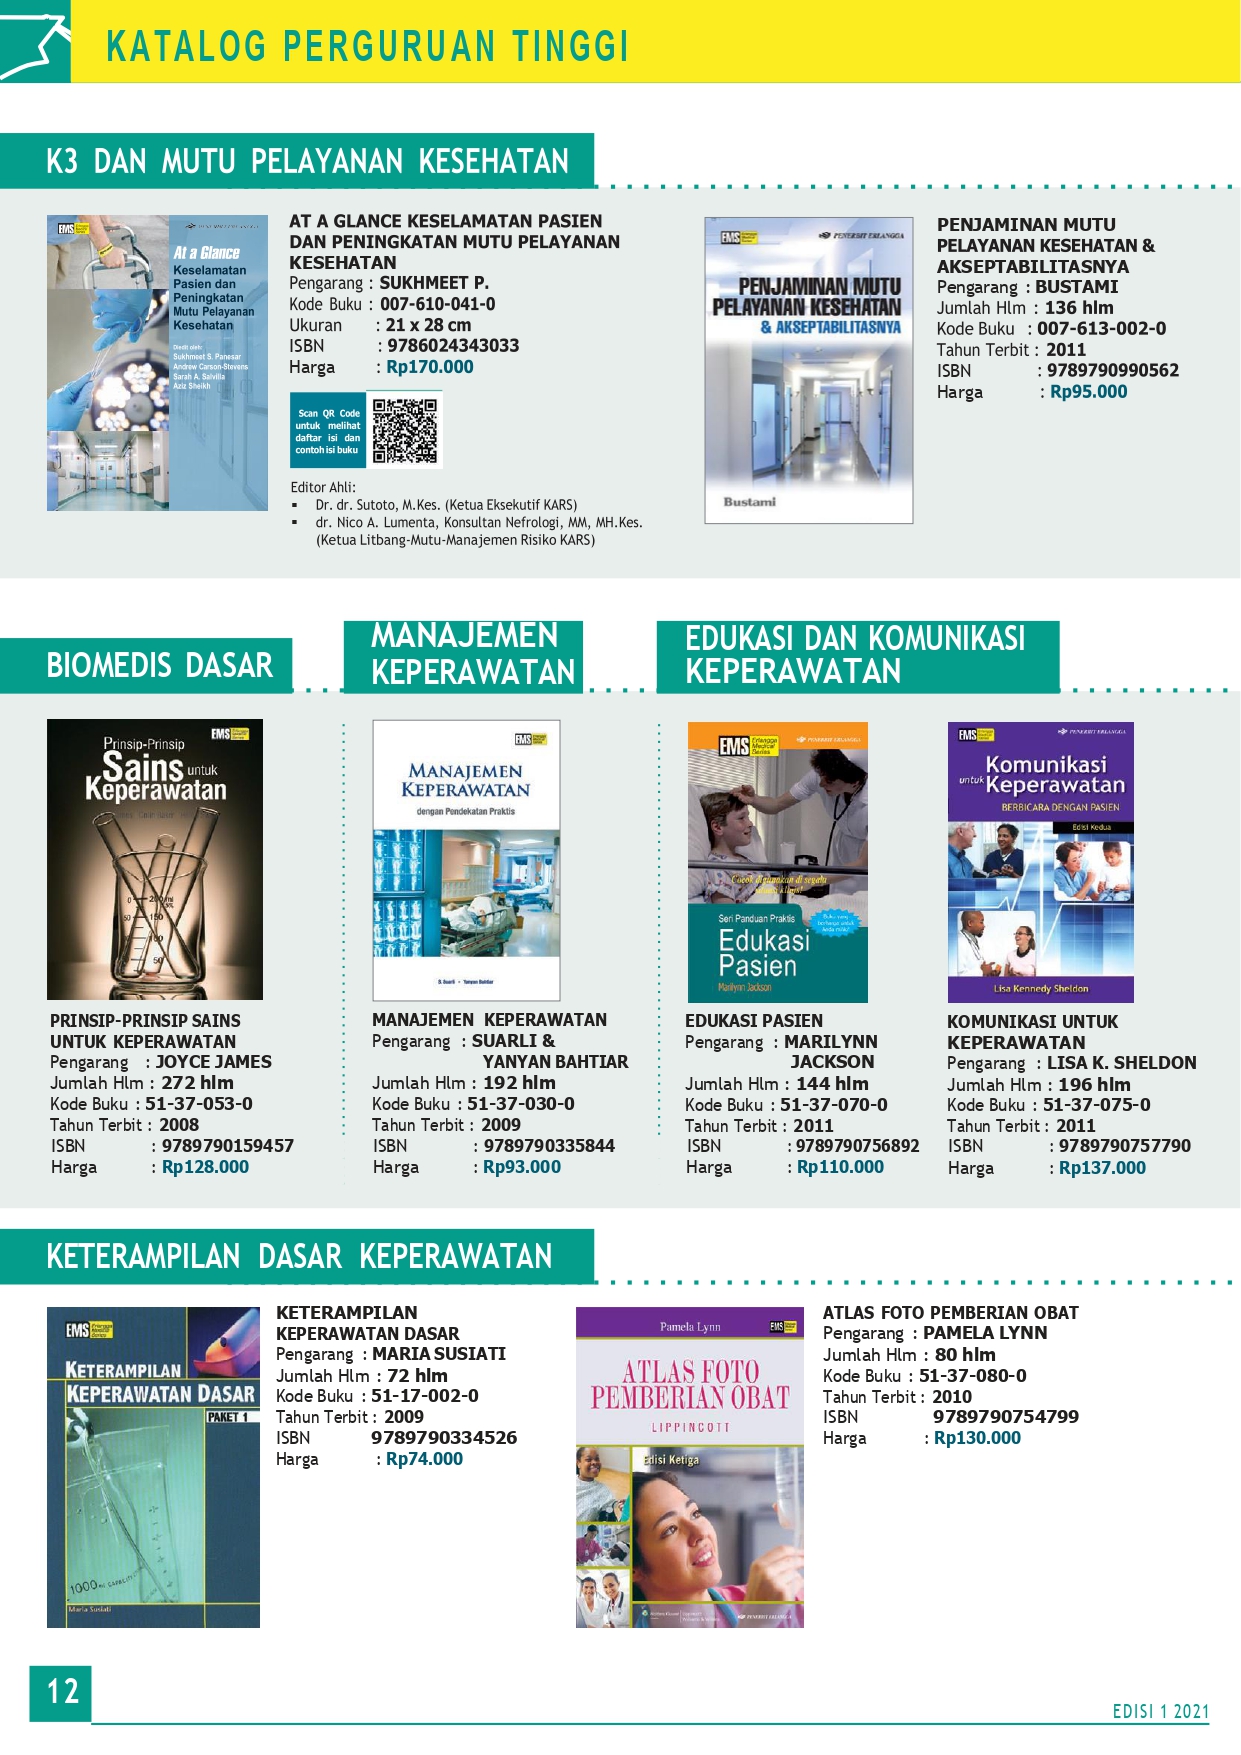 KATALOG PERGURUAN TINGGI
K3 DAN MUTU PELAYANAN KESEHATAN
EMS
PENERBIT ERLANGGA
At a Glance
Keselamatan
Pasien dan
Peningkatan
Mutu Pelayanan
Kesehatan
Diedit oleh:
Sukhmeet S. Panesar
Andrew Carson-Stevens
Sarah A. Salvilla
Aziz Sheikh
AT A GLANCE KESELAMATAN PASIEN
DAN PENINGKATAN MUTU PELAYANAN
KESEHATAN
Pengarang : SUKHMEET P.
Kode Buku : 007-610-041-0
Ukuran : 21 x 28 cm
ISBN : 9786024343033
Harga : Rp170.000
Scan QR Code
untuk melihat
daftar isi dan
contoh isi buku
Editor Ahli:
▪ Dr. dr. Sutoto, M.Kes. (Ketua Eksekutif KARS)
▪ dr. Nico A. Lumenta, Konsultan Nefrologi, MM, MH.Kes.
(Ketua Litbang-Mutu-Manajemen Risiko KARS)
EMS
PENERBIT ERLANGGA
PENJAMINAN MUTU
PELAYANAN KESEHATAN
& AKSEPTABILITASNYA
Bustami
PENJAMINAN MUTU
PELAYANAN KESEHATAN &
AKSEPTABILITASNYA
Pengarang : BUSTAMI
Jumlah Hlm : 136 hlm
Kode Buku : 007-613-002-0
Tahun Terbit : 2011
ISBN : 9789790990562
Harga : Rp95.000
BIOMEDIS DASAR
EMS
Prinsip-Prinsip
Sains untuk
Keperawatan
PRINSIP-PRINSIP SAINS
UNTUK KEPERAWATAN
Pengarang : JOYCE JAMES
Jumlah Hlm : 272 hlm
Kode Buku : 51-37-053-0
Tahun Terbit : 2008
ISBN : 9789790159457
Harga : Rp128.000
MANAJEMEN
KEPERAWATAN
EMS
MANAJEMEN
KEPERAWATAN
dengan Pendekatan Praktis
S. Suarli • Yanyan Bahtiar
MANAJEMEN KEPERAWATAN
Pengarang : SUARLI &
YANYAN BAHTIAR
Jumlah Hlm : 192 hlm
Kode Buku : 51-37-030-0
Tahun Terbit : 2009
ISBN : 9789790335844
Harga : Rp93.000
EDUKASI DAN KOMUNIKASI
KEPERAWATAN
EMS Erlangga Medical Series
PENERBIT ERLANGGA
Cocok digunakan di segala
Seri Panduan Praktis
Edukasi
Pasien
Marilynn Jackson
EDUKASI PASIEN
Pengarang : MARILYNN
JACKSON
Jumlah Hlm : 144 hlm
Kode Buku : 51-37-070-0
Tahun Terbit : 2011
ISBN : 9789790756892
Harga : Rp110.000
EMS
PENERBIT ERLANGGA
Komunikasi
untuk Keperawatan
BERBICARA DENGAN PASIEN
Edisi Kedua
Lisa Kennedy Sheldon
KOMUNIKASI UNTUK
KEPERAWATAN
Pengarang : LISA K. SHELDON
Jumlah Hlm : 196 hlm
Kode Buku : 51-37-075-0
Tahun Terbit : 2011
ISBN : 9789790757790
Harga : Rp137.000
KETERAMPILAN DASAR KEPERAWATAN
EMS
KETERAMPILAN
KEPERAWATAN DASAR
PAKET 1
1000 ML CAPACITY
Maria Susiati
KETERAMPILAN
KEPERAWATAN DASAR
Pengarang : MARIA SUSIATI
Jumlah Hlm : 72 hlm
Kode Buku : 51-17-002-0
Tahun Terbit : 2009
ISBN 9789790334526
Harga : Rp74.000
Pamela Lynn
EMS
ATLAS FOTO
PEMBERIAN OBAT
LIPPINCOTT
Edisi Ketiga
PENERBIT ERLANGGA
ATLAS FOTO PEMBERIAN OBAT
Pengarang : PAMELA LYNN
Jumlah Hlm : 80 hlm
Kode Buku : 51-37-080-0
Tahun Terbit : 2010
ISBN 9789790754799
Harga : Rp130.000
12
EDISI 1 2021